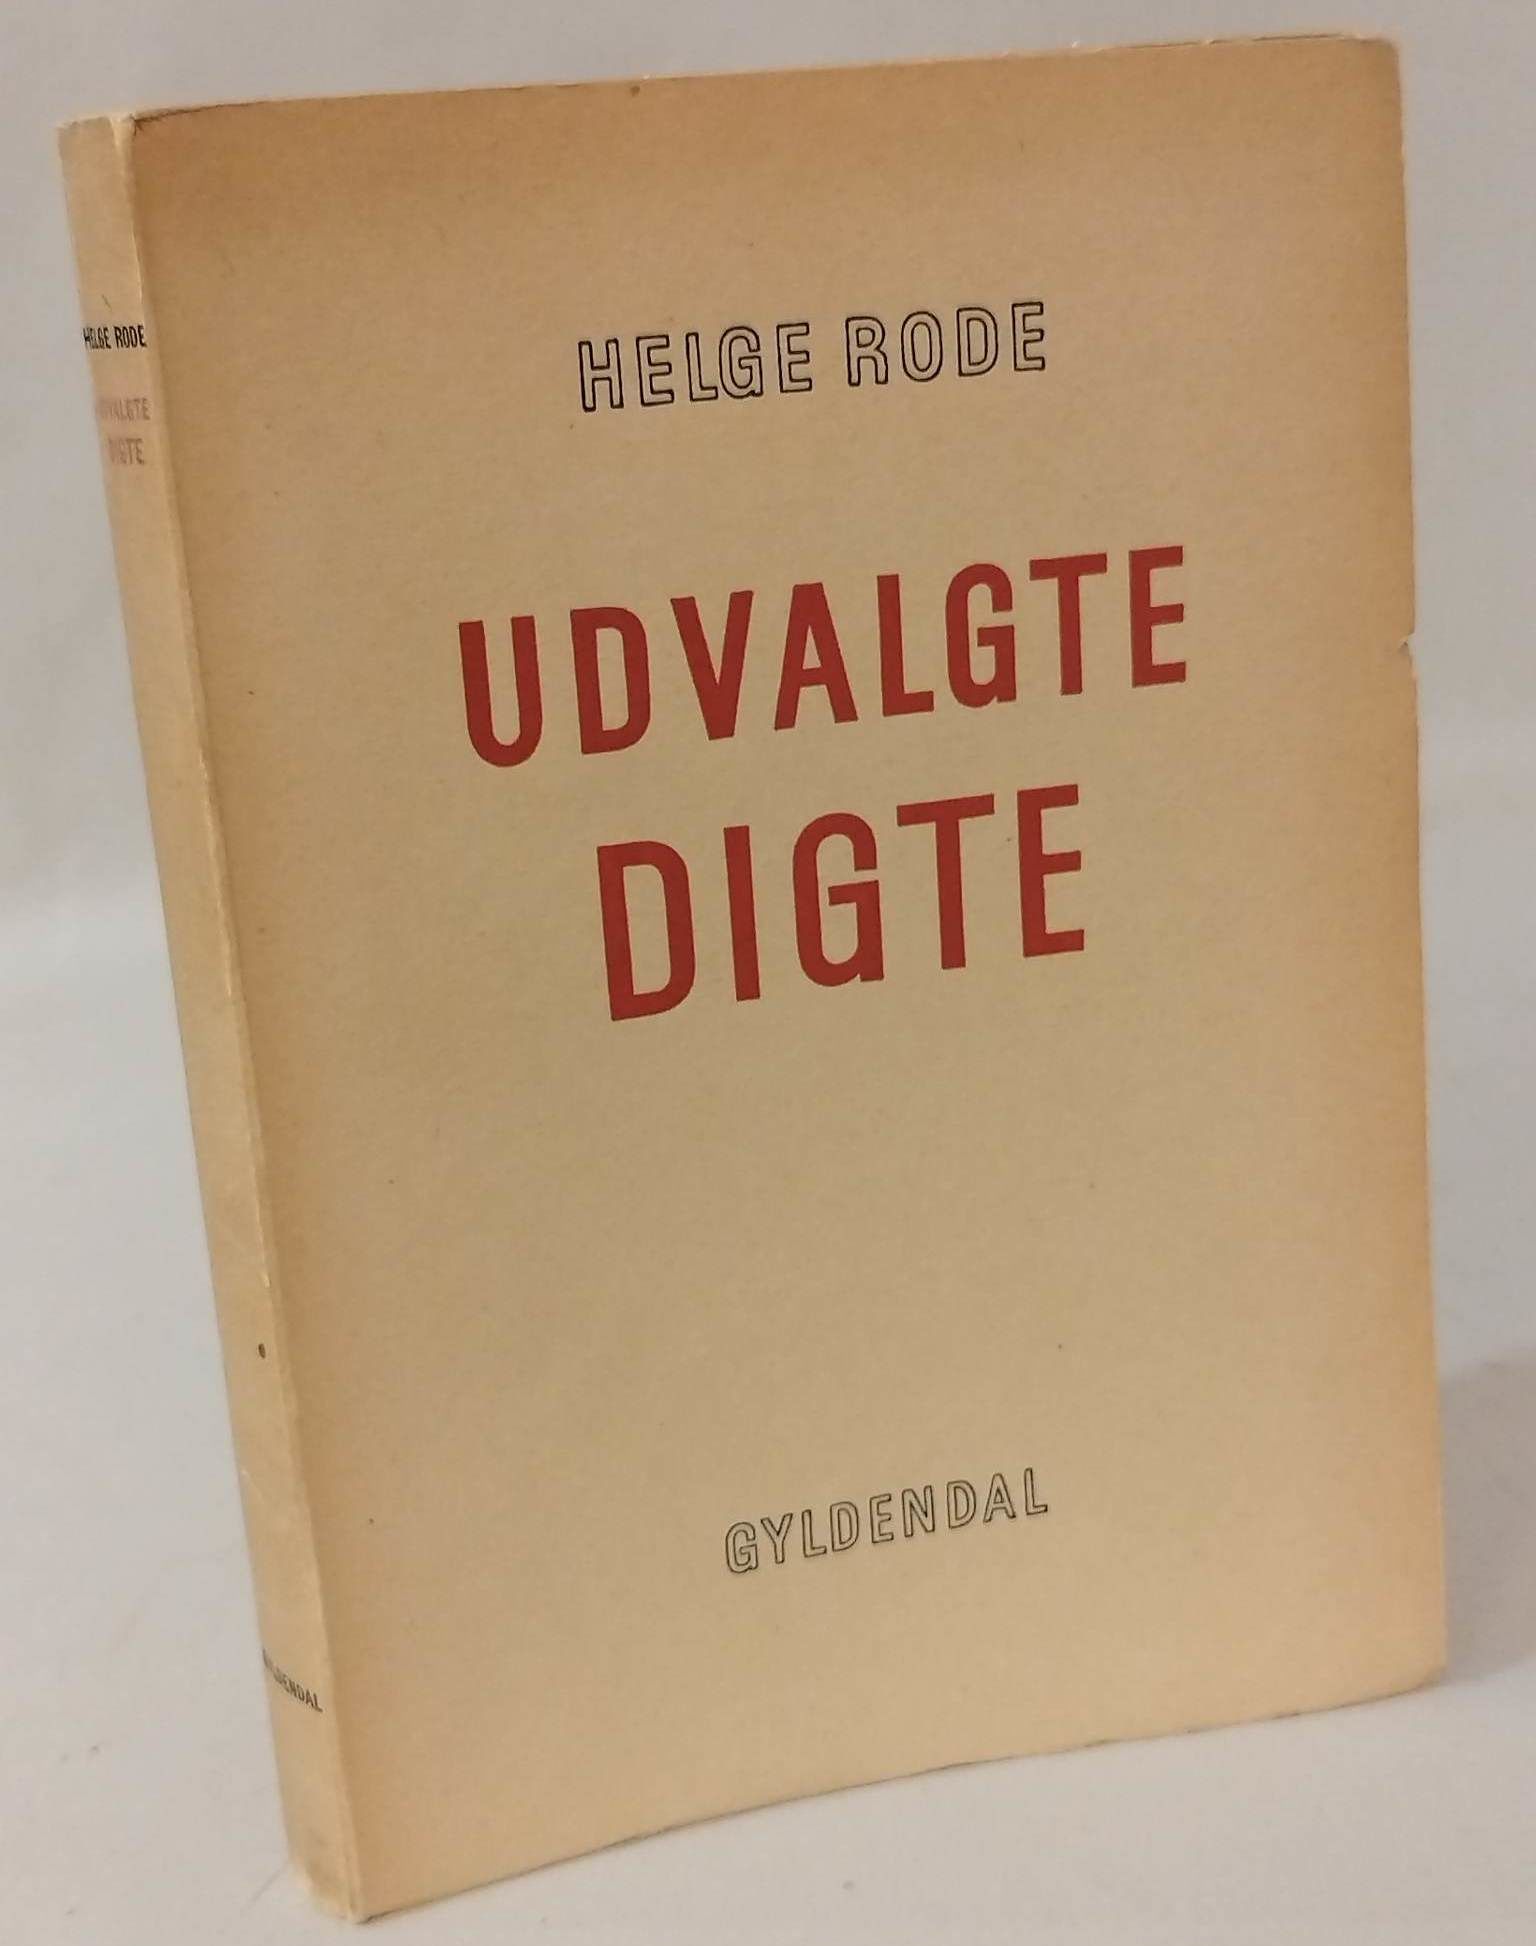 HELGE RODE
UDVALGTE
DIGTE
GYLDENDAL
HELGE RODE
UDVALGTE
DIGTE
GYLDENDAL